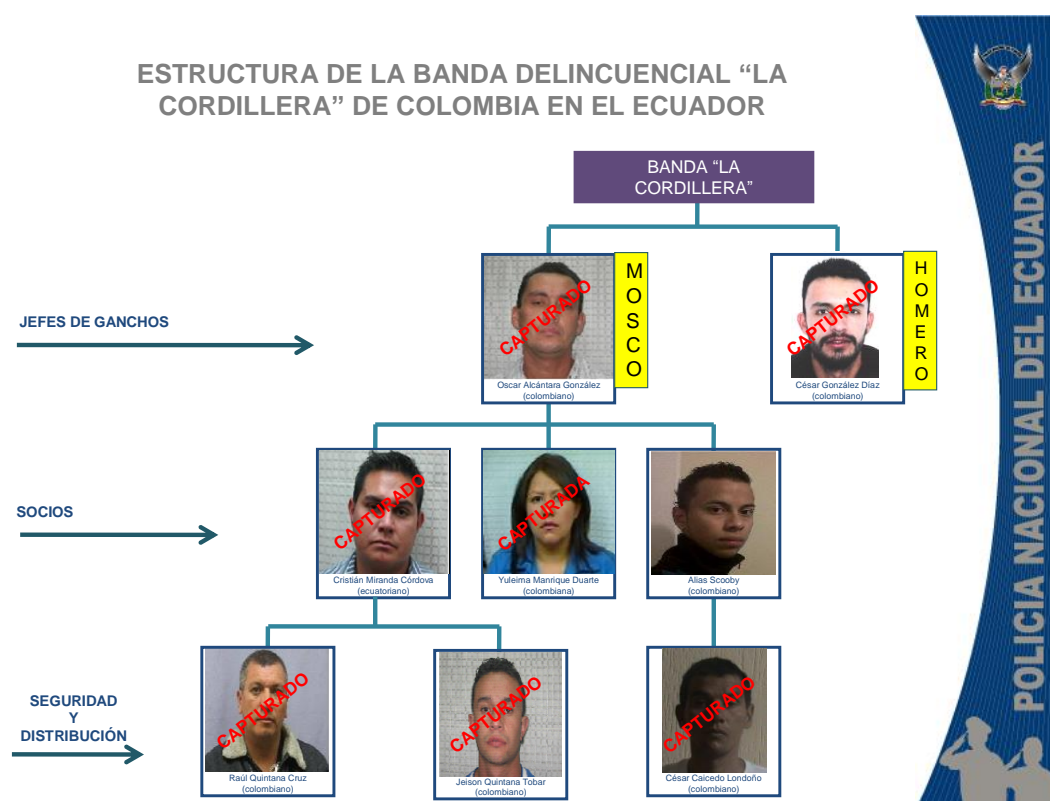 ESTRUCTURA DE LA BANDA DELINCUENCIAL “LA
CORDILLERA” DE COLOMBIA EN EL ECUADOR
BANDA “LA
CORDILLERA”
JEFES DE GANCHOS
CAPTURADO
MOSCO
Oscar Alcántara González
(colombiano)
CAPTURADO
HOMERO
César González Díaz
(colombiano)
SOCIOS
CAPTURADO
Cristián Miranda Córdova
(ecuatoriano)
CAPTURADA
Yuleima Manrique Duarte
(colombiana)
Alias Scooby
(colombiano)
SEGURIDAD
Y
DISTRIBUCIÓN
CAPTURADO
Raúl Quintana Cruz
(colombiano)
CAPTURADO
Jeison Quintana Tobar
(colombiano)
CAPTURADO
César Caicedo Londoño
(colombiano)
POLICIA NACIONAL DEL ECUADOR